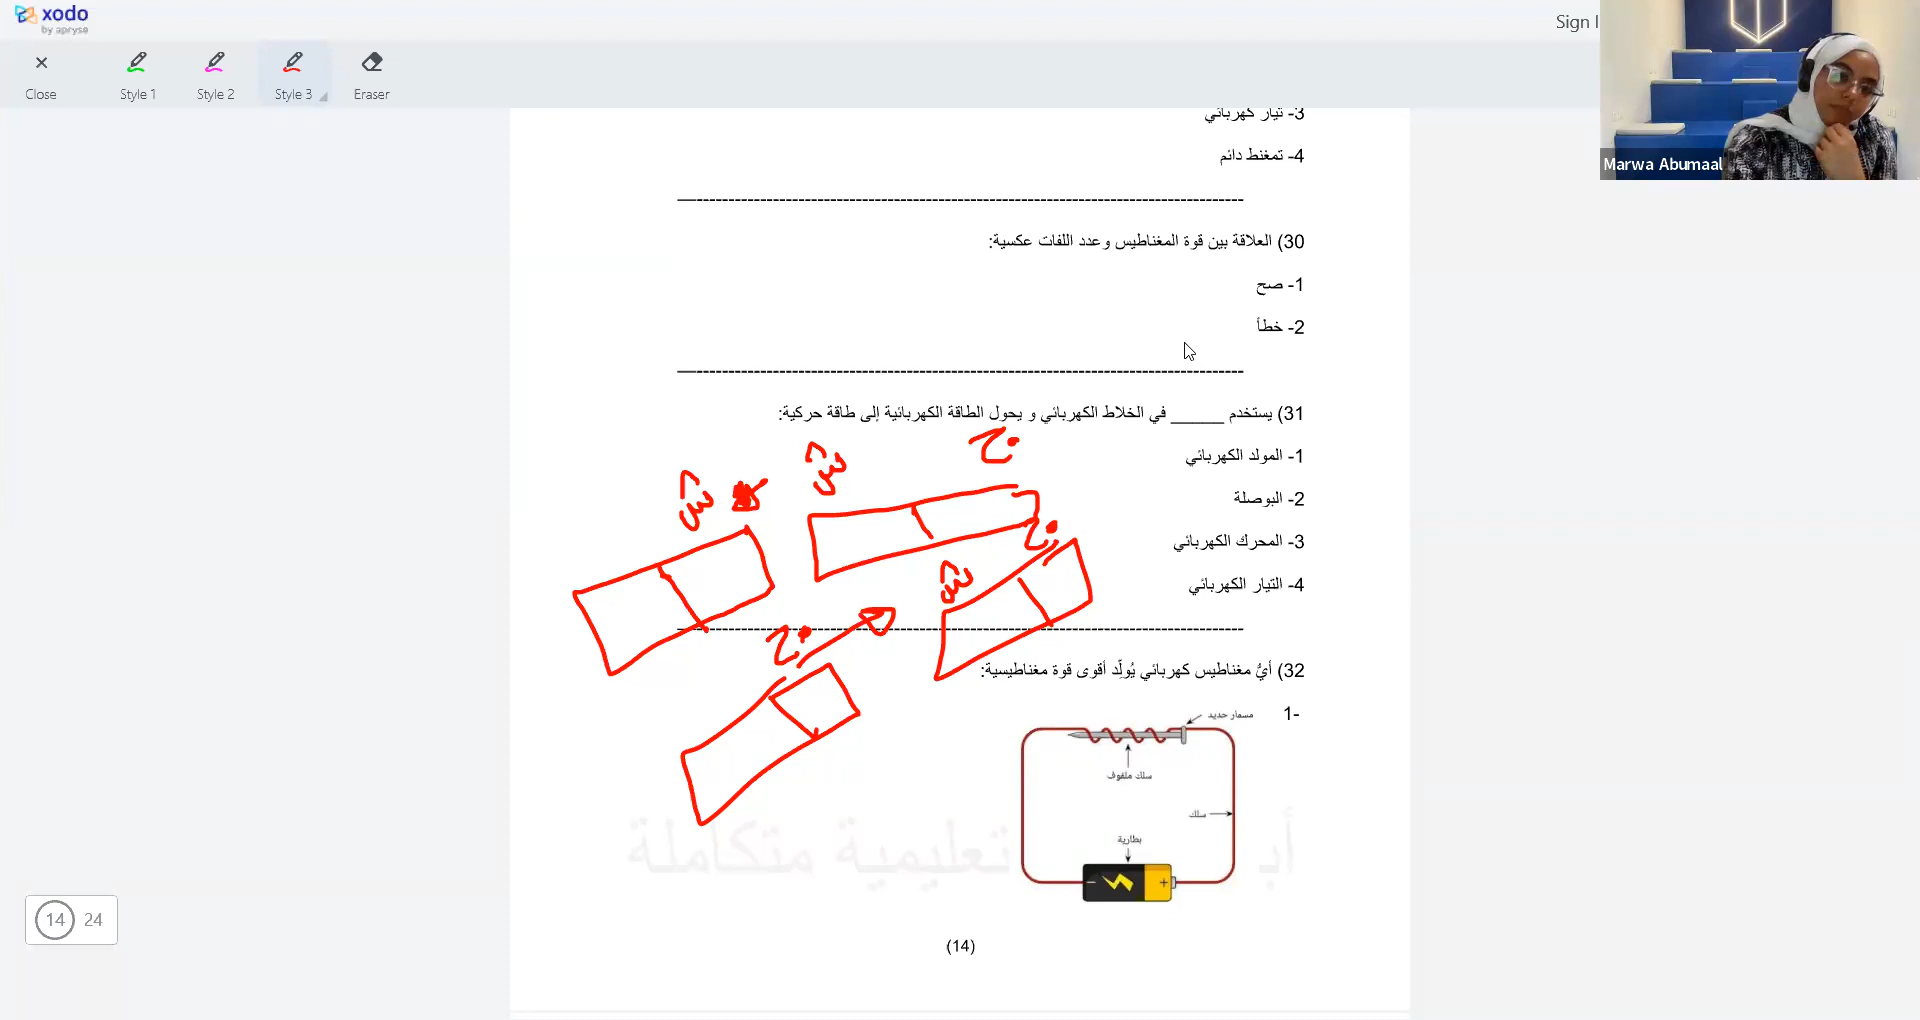 xodo
by apryse
Sign I
Close
Style 1
Style 2
Style 3
Eraser
Marwa Abumaal
3- تيار كهربائي
4- تمغنط دائم
30) العلاقة بين قوة المغناطيس وعدد اللفات عكسية:
1- صح
2- خطأ
31) يستخدم ______ في الخلاط الكهربائي و يحول الطاقة الكهربائية إلى طاقة حركية:
1- المولد الكهربائي
2- البوصلة
3- المحرك الكهربائي
4- التيار الكهربائي
ش
ج
ش
ج
ش
ج
32) أيُّ مغناطيس كهربائي يُولِّد أقوى قوة مغناطيسية:
1-
مسمار حديد
سلك ملفوف
سلك
بطارية
- +
تعليمية متكاملة
14 24
(14)